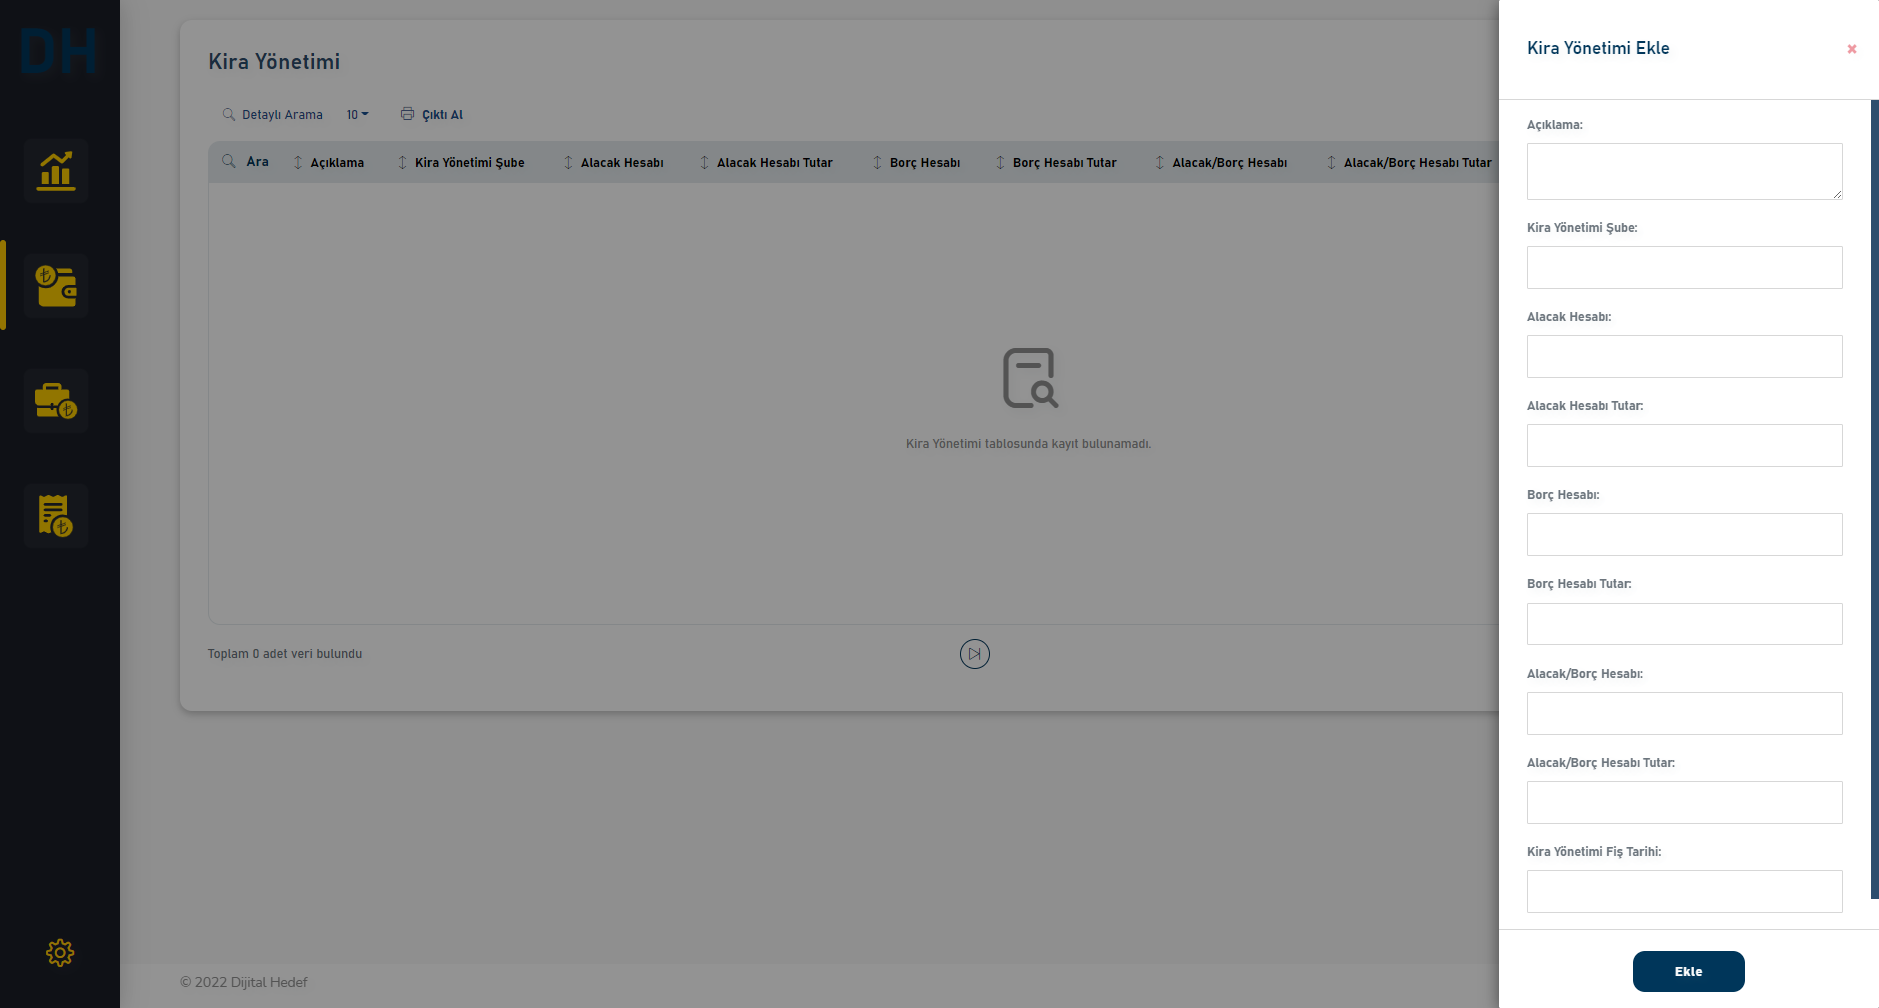 DH
Kira Yönetimi
Detaylı Arama 10 Çıktı Al
Ara Açıklama Kira Yönetimi Şube Alacak Hesabı Alacak Hesabı Tutar Borç Hesabı Borç Hesabı Tutar Alacak/Borç Hesabı Alacak/Borç Hesabı Tutar
Kira Yönetimi tablosunda kayıt bulunamadı.
Toplam 0 adet veri bulundu
© 2022 Dijital Hedef
Kira Yönetimi Ekle
Açıklama:
Kira Yönetimi Şube:
Alacak Hesabı:
Alacak Hesabı Tutar:
Borç Hesabı:
Borç Hesabı Tutar:
Alacak/Borç Hesabı:
Alacak/Borç Hesabı Tutar:
Kira Yönetimi Fiş Tarihi:
Ekle